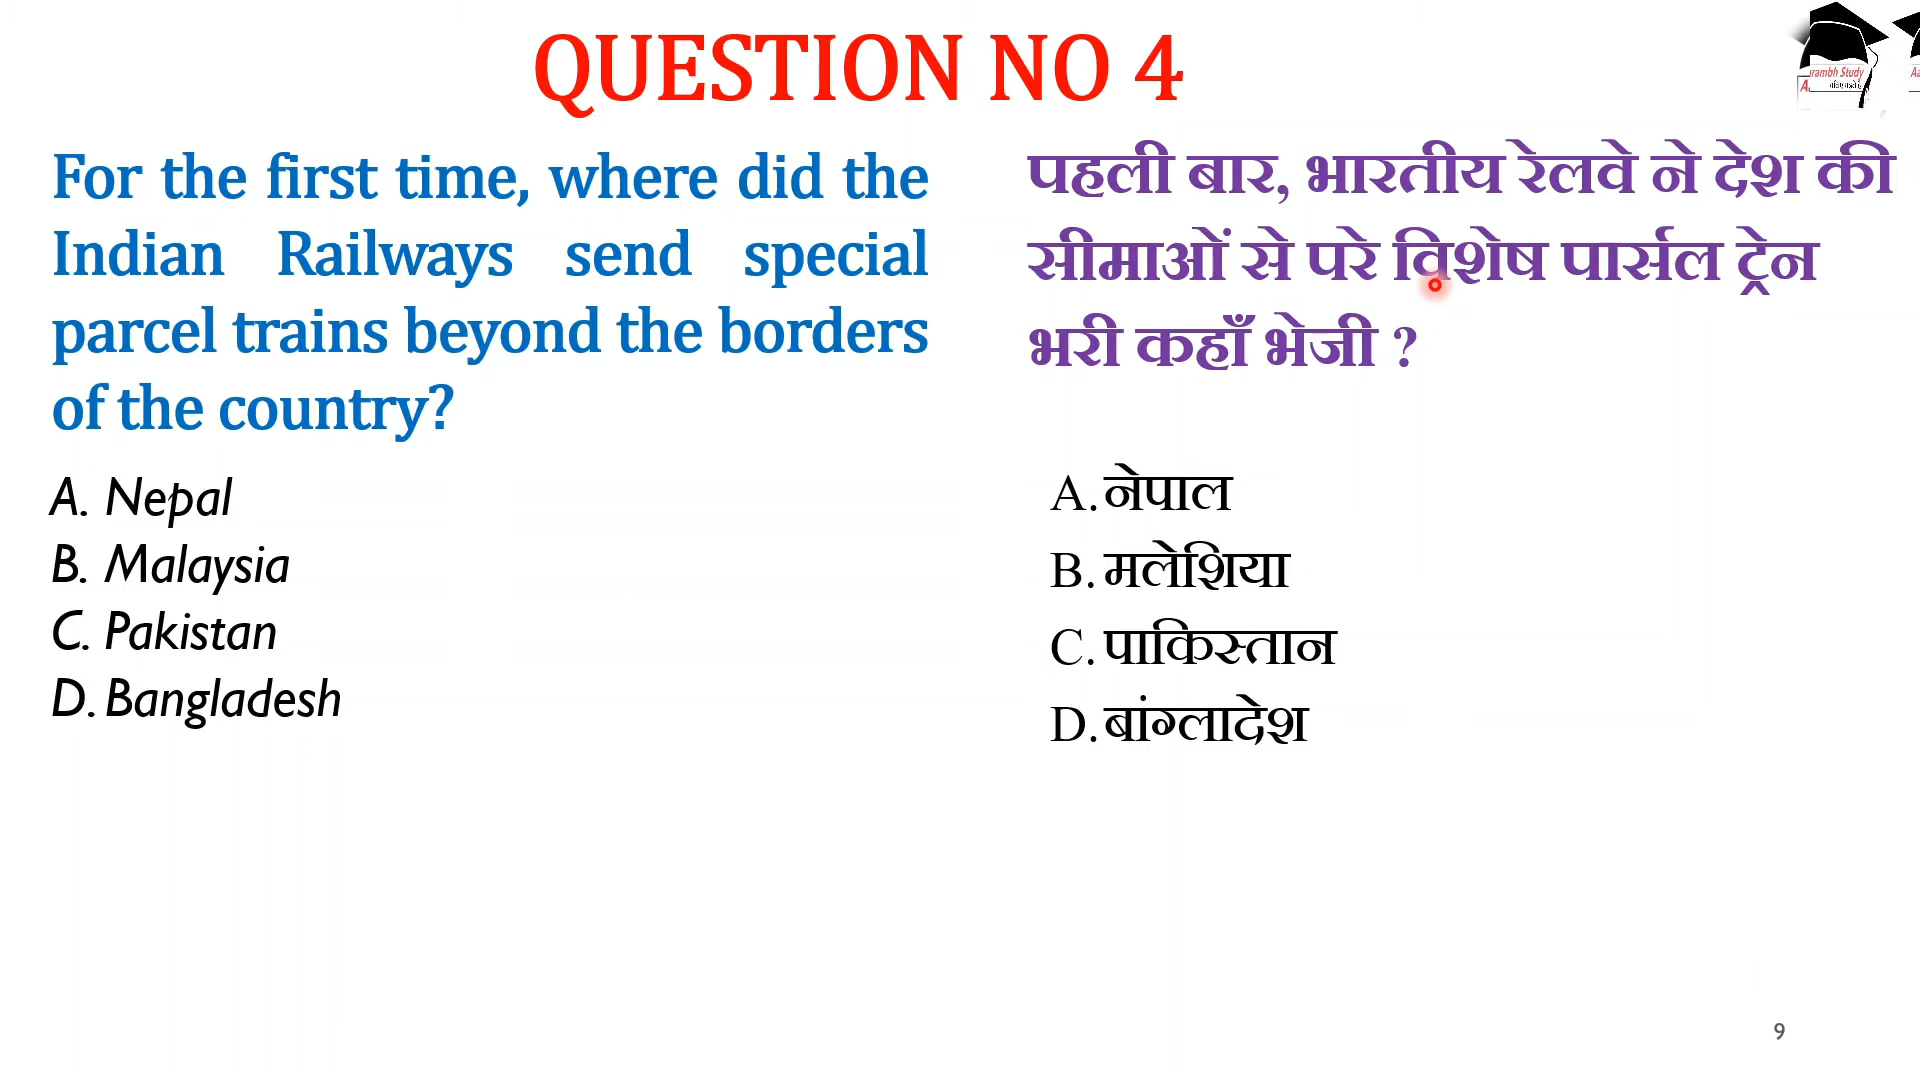 QUESTION NO 4
For the first time, where did the
Indian Railways send special
parcel trains beyond the borders
of the country?
A. Nepal
B. Malaysia
C. Pakistan
D. Bangladesh
पहली बार, भारतीय रेलवे ने देश की
सीमाओं से परे विशेष पार्सल ट्रेन
भरी कहाँ भेजी ?
A. नेपाल
B. मलेशिया
C. पाकिस्तान
D. बांग्लादेश
9